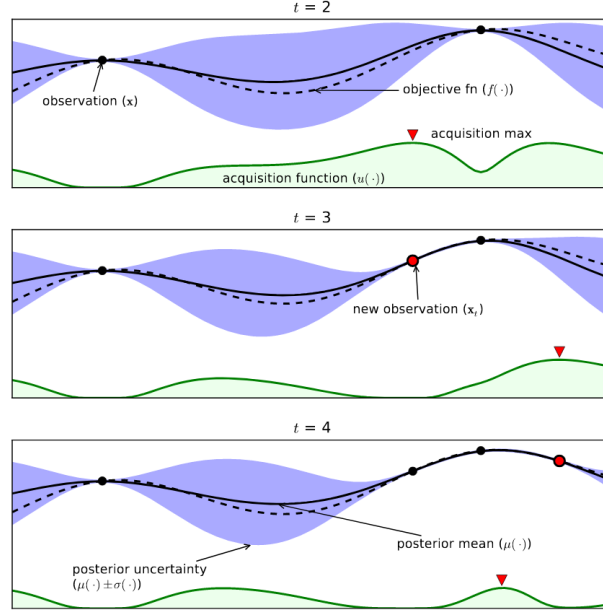 t = 2
observation (x)
objective fn (f(·))
acquisition max
acquisition function (u(·))
t = 3
new observation (xₜ)
t = 4
posterior mean (μ(·))
posterior uncertainty
(μ(·)±σ(·))